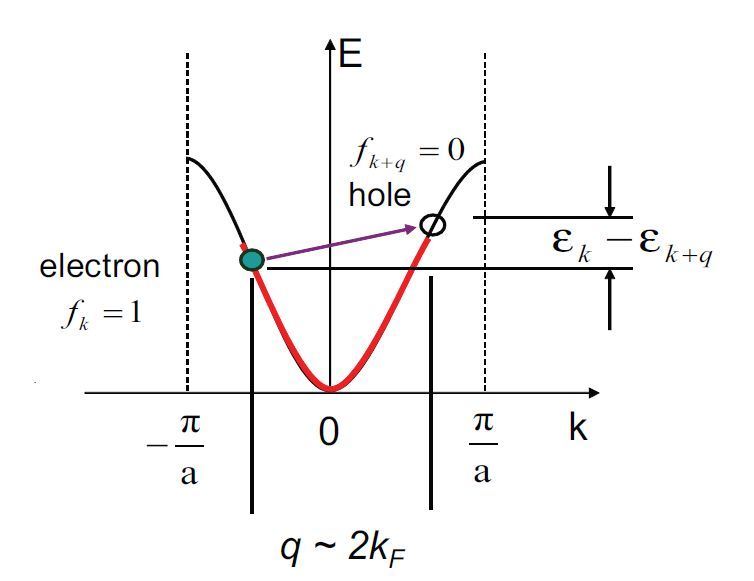 E
f_{k+q} = 0
hole
ε_k − ε_{k+q}
electron
f_k = 1
−π/a
0
π/a
k
q ~ 2k_F